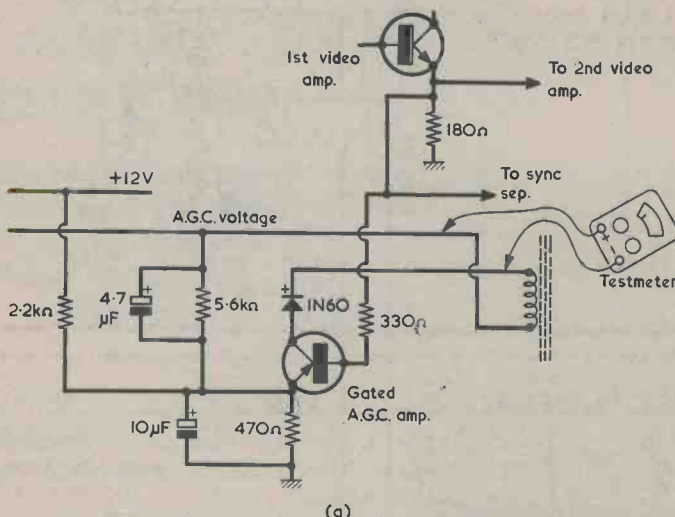 1st video
amp.
To 2nd video
amp.
180Ω
+12V
To sync
sep.
A.G.C. voltage
+
-
Testmeter
2·2kΩ
+
4·7
μF
5·6kΩ
+
1N60
330Ω
Gated
A.G.C. amp.
+
10μF
470Ω
(a)